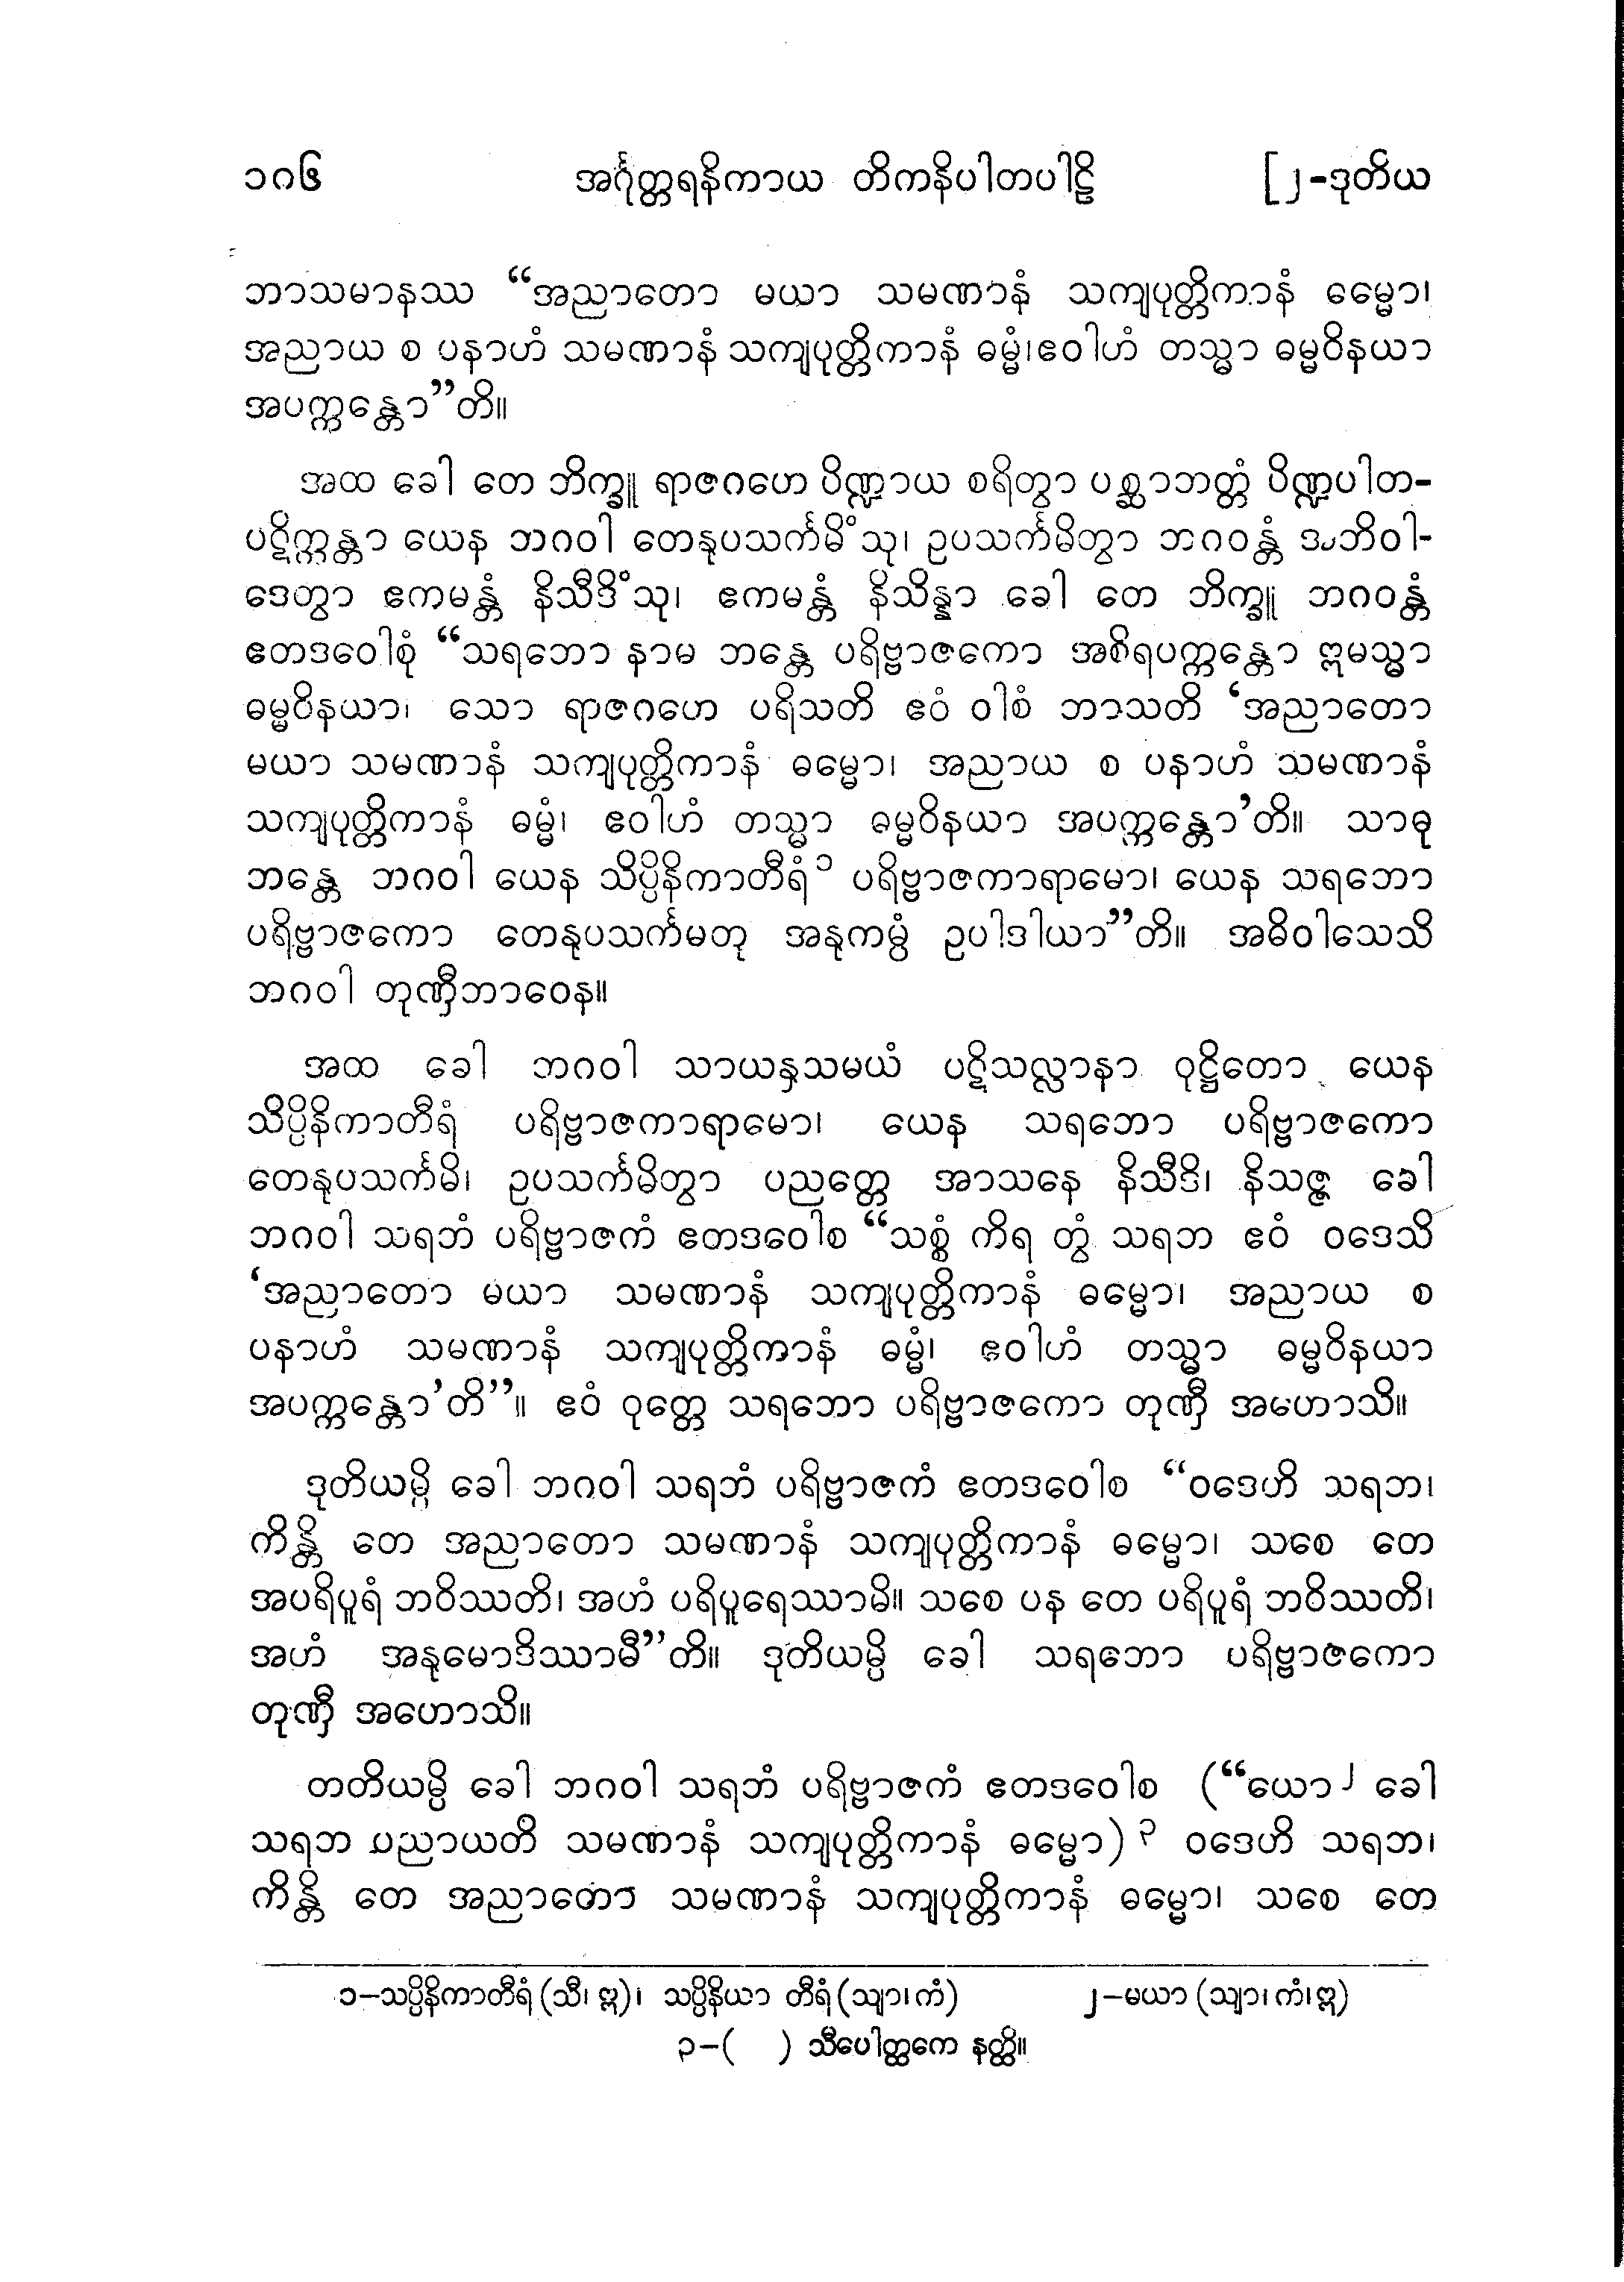 ၁၈၆ အင်္ဂုတ္တရနိကာယ တိကနိပါတပါဠိ [၂-ဒုတိယ
ဘာသမာနဿ “အညာတော မယာ သမဏာနံ သကျပုတ္တိကာနံ ဓမ္မော၊
အညာယ စ ပနာဟံ သမဏာနံ သကျပုတ္တိကာနံ ဓမ္မံ၊ဧဝါဟံ တသ္မာ ဓမ္မဝိနယာ
အပက္ကန္တော”တိ။
အထ ခေါ တေ ဘိက္ခူ ရာဇဂဟေ ပိဏ္ဍာယ စရိတွာ ပစ္ဆာဘတ္တံ ပိဏ္ဍပါတ-
ပဋိက္ကန္တာ ယေန ဘဂဝါ တေနုပသင်္ကမိံသု၊ ဥပသင်္ကမိတွာ ဘဂဝန္တံ အဘိဝါ-
ဒေတွာ ဧကမန္တံ နိသီဒိံသု၊ ဧကမန္တံ နိသိန္နာ ခေါ တေ ဘိက္ခူ ဘဂဝန္တံ
ဧတဒဝေါစုံ “သရဘော နာမ ဘန္တေ ပရိဗ္ဗာဇကော အစိရပက္ကန္တော ဣမသ္မာ
ဓမ္မဝိနယာ၊ သော ရာဇဂဟေ ပရိသတိ ဧဝံ ဝါစံ ဘာသတိ ‘အညာတော
မယာ သမဏာနံ သကျပုတ္တိကာနံ ဓမ္မော၊ အညာယ စ ပနာဟံ သမဏာနံ
သကျပုတ္တိကာနံ ဓမ္မံ၊ ဧဝါဟံ တသ္မာ ဓမ္မဝိနယာ အပက္ကန္တော’တိ။ သာဓု
ဘန္တေ ဘဂဝါ ယေန သိပ္ပိနိကာတီရံ၁ ပရိဗ္ဗာဇကာရာမော၊ ယေန သရဘော
ပရိဗ္ဗာဇကော တေနုပသင်္ကမတု အနုကမ္ပံ ဥပါဒါယာ”တိ။ အဓိဝါသေသိ
ဘဂဝါ တုဏှီဘာဝေန။
အထ ခေါ ဘဂဝါ သာယနှသမယံ ပဋိသလ္လာနာ ဝုဋ္ဌိတော ယေန
သိပ္ပိနိကာတီရံ ပရိဗ္ဗာဇကာရာမော၊ ယေန သရဘော ပရိဗ္ဗာဇကော
တေနုပသင်္ကမိ၊ ဥပသင်္ကမိတွာ ပညတ္တေ အာသနေ နိသီဒိ၊ နိသဇ္ဇ ခေါ
ဘဂဝါ သရဘံ ပရိဗ္ဗာဇကံ ဧတဒဝေါစ “သစ္စံ ကိရ တွံ သရဘ ဧဝံ ဝဒေသိ
‘အညာတော မယာ သမဏာနံ သကျပုတ္တိကာနံ ဓမ္မော၊ အညာယ စ
ပနာဟံ သမဏာနံ သကျပုတ္တိကာနံ ဓမ္မံ၊ ဧဝါဟံ တသ္မာ ဓမ္မဝိနယာ
အပက္ကန္တော’တိ”။ ဧဝံ ဝုတ္တေ သရဘော ပရိဗ္ဗာဇကော တုဏှီ အဟောသိ။
ဒုတိယမ္ပိ ခေါ ဘဂဝါ သရဘံ ပရိဗ္ဗာဇကံ ဧတဒဝေါစ “ဝဒေဟိ သရဘ၊
ကိန္တိ တေ အညာတော သမဏာနံ သကျပုတ္တိကာနံ ဓမ္မော၊ သစေ တေ
အပရိပူရံ ဘဝိဿတိ၊ အဟံ ပရိပူရေဿာမိ။ သစေ ပန တေ ပရိပူရံ ဘဝိဿတိ၊
အဟံ အနုမောဒိဿာမီ”တိ။ ဒုတိယမ္ပိ ခေါ သရဘော ပရိဗ္ဗာဇကော
တုဏှီ အဟောသိ။
တတိယမ္ပိ ခေါ ဘဂဝါ သရဘံ ပရိဗ္ဗာဇကံ ဧတဒဝေါစ (“ယော၂ ခေါ
သရဘ ပညာယတိ သမဏာနံ သကျပုတ္တိကာနံ ဓမ္မော)၃ ဝဒေဟိ သရဘ၊
ကိန္တိ တေ အညာတော သမဏာနံ သကျပုတ္တိကာနံ ဓမ္မော၊ သစေ တေ
၁–သပ္ပိနိကာတီရံ (သီ၊ ဣ)၊ သပ္ပိနိယာ တီရံ (သျာ၊ ကံ) ၂–မယာ (သျာ၊ ကံ၊ ဣ)
၃–( ) သီပေါတ္ထကေ နတ္ထိ။